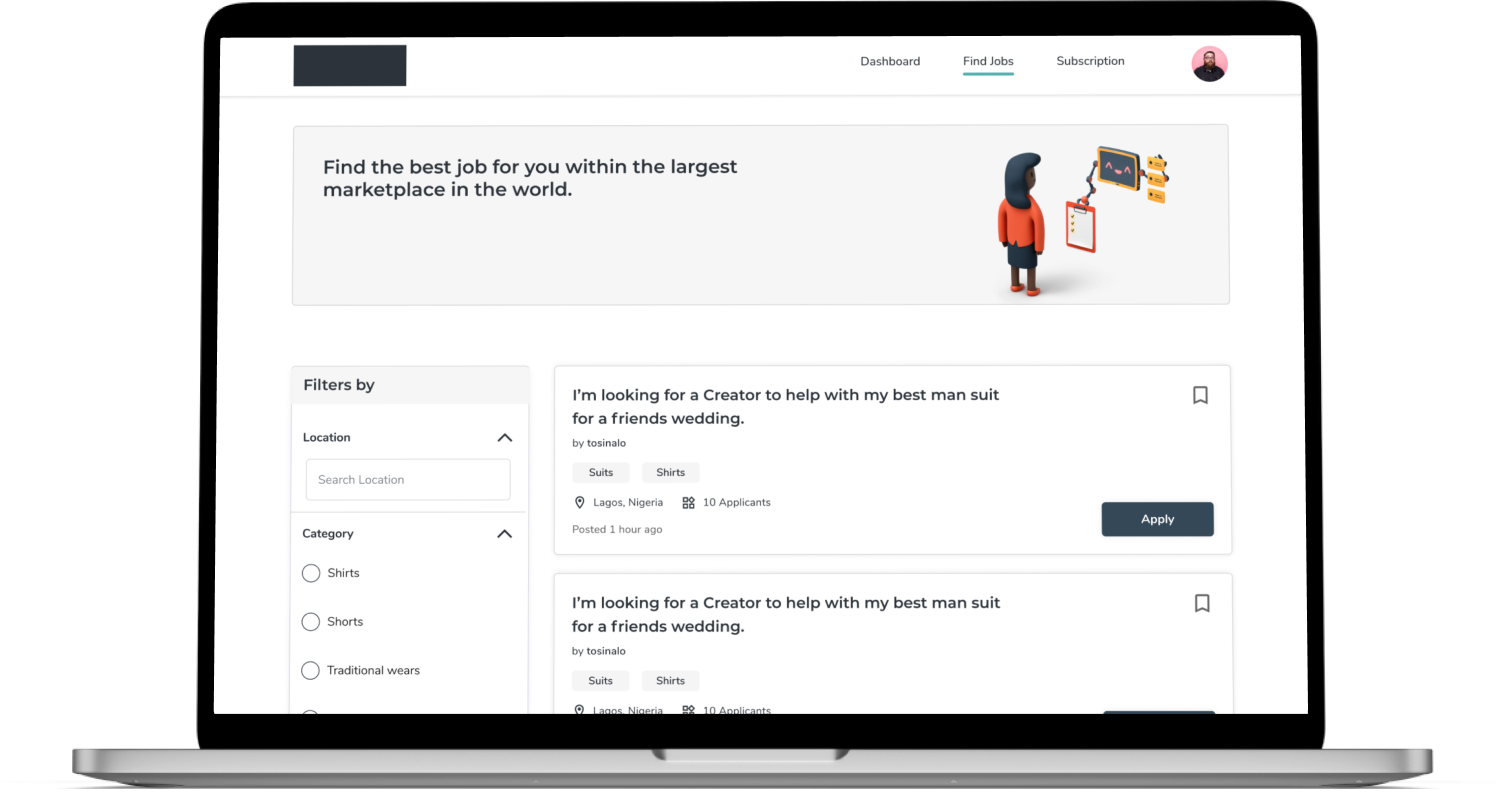 Dashboard
Find Jobs
Subscription
Find the best job for you within the largest
marketplace in the world.
Filters by
Location
Search Location
Category
Shirts
Shorts
Traditional wears
I’m looking for a Creator to help with my best man suit
for a friends wedding.
by tosinalo
Suits
Shirts
Lagos, Nigeria
10 Applicants
Posted 1 hour ago
Apply
I’m looking for a Creator to help with my best man suit
for a friends wedding.
by tosinalo
Suits
Shirts
Lagos, Nigeria
10 Applicants